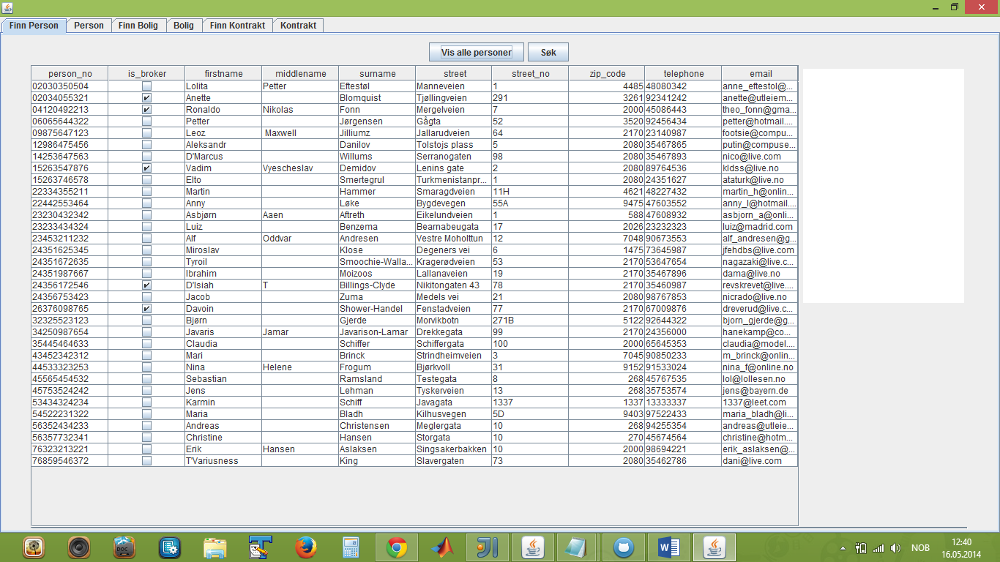 Finn Person Person Finn Bolig Bolig Finn Kontrakt Kontrakt
Vis alle personer Søk
person_no is_broker firstname middlename surname street street_no zip_code telephone email
02030350504 Lolita Petter Eftestøl Manneveien 1 4485 48080342 anne_eftestol@...
02034055321 Anette Blomquist Tjøllingveien 291 3261 92341242 anette@utleiem...
04120492213 Ronaldo Nikolas Fonn Mergelveien 7 2000 45086443 theo_fonn@gma...
06065644322 Petter Jørgensen Gågta 52 3520 92456434 petter@hotmail....
09875647123 Leoz Maxwell Jilliumz Jallarudveien 64 2170 23140987 footsie@compu...
12986475456 Aleksandr Danilov Tolstojs plass 5 2080 35467865 putin@compuse...
14253647563 D'Marcus Willums Serranogaten 98 2080 35467893 nico@live.com
15263547876 Vadim Vyescheslav Demidov Lenins gate 2 2080 89764536 kldss@live.no
15263746578 Elto Smertegrul Turkmenistanpr... 1 2080 24351627 ataturk@live.no
22334355211 Martin Hammer Smaragdveien 11H 4621 48227432 martin_h@onlin...
22442553464 Anny Løke Bygdevegen 55A 9475 47603552 anny_l@hotmail....
23230432342 Asbjørn Aaen Aftreth Eikelundveien 1 588 47608932 asbjorn_a@onli...
23233434324 Luiz Benzema Bearnabeugata 17 2026 23232323 luiz@madrid.com
23453211232 Alf Oddvar Andresen Vestre Moholttun 12 7048 90673553 alf_andresen@g...
24351625345 Miroslav Klose Degeners vei 6 1475 73645987 jfehdbs@live.com
24351672635 Tyroil Smoochie-Walla... Kragerødveien 53 2170 53647654 nagazaki@live.c...
24351987667 Ibrahim Moizoos Lallanaveien 19 2170 35467896 dama@live.no
24356172546 D'Isiah T Billings-Clyde Nikitongaten 43 78 2170 35460987 revskrevet@live....
24356753423 Jacob Zuma Medels vei 21 2080 98767853 nicrado@live.no
26376098765 Davoin Shower-Handel Fenstadveien 77 2170 67009876 dreverud@live.c...
32325523123 Bjørn Gjerde Morvikbotn 271B 5122 92644322 bjorn_gjerde@g...
34250987654 Javaris Jamar Javarison-Lamar Drekkegata 99 2170 24356000 hanekamp@co...
35445464633 Claudia Schiffer Schiffergata 100 2000 65645353 claudia@model....
43452342312 Mari Brinck Strindheimveien 3 7045 90850233 m_brinck@onlin...
44533323253 Nina Helene Frogum Bjørkvoll 31 9152 91533024 nina_f@online.no
45565454532 Sebastian Ramsland Testegata 8 268 45767535 lol@lollesen.no
45753524242 Jens Lehman Tyskerveien 13 268 35753574 jens@bayern.de
53434324234 Karmin Schiff Javagata 1337 1337 13333337 1337@leet.com
54522231322 Maria Bladh Kilhusvegen 5D 9403 97522433 maria_bladh@li...
56352434233 Andreas Christensen Meglergata 10 268 94255354 andreas@utleie...
56357732341 Christine Hansen Storgata 10 270 45674564 christine@hotm...
76323213221 Erik Hansen Aslaksen Singsakerbakken 10 2000 98694221 erik_aslaksen@...
76859546372 T'Variusness King Slavergaten 73 2080 35462786 dani@live.com
DOC
NOB
12:40
16.05.2014